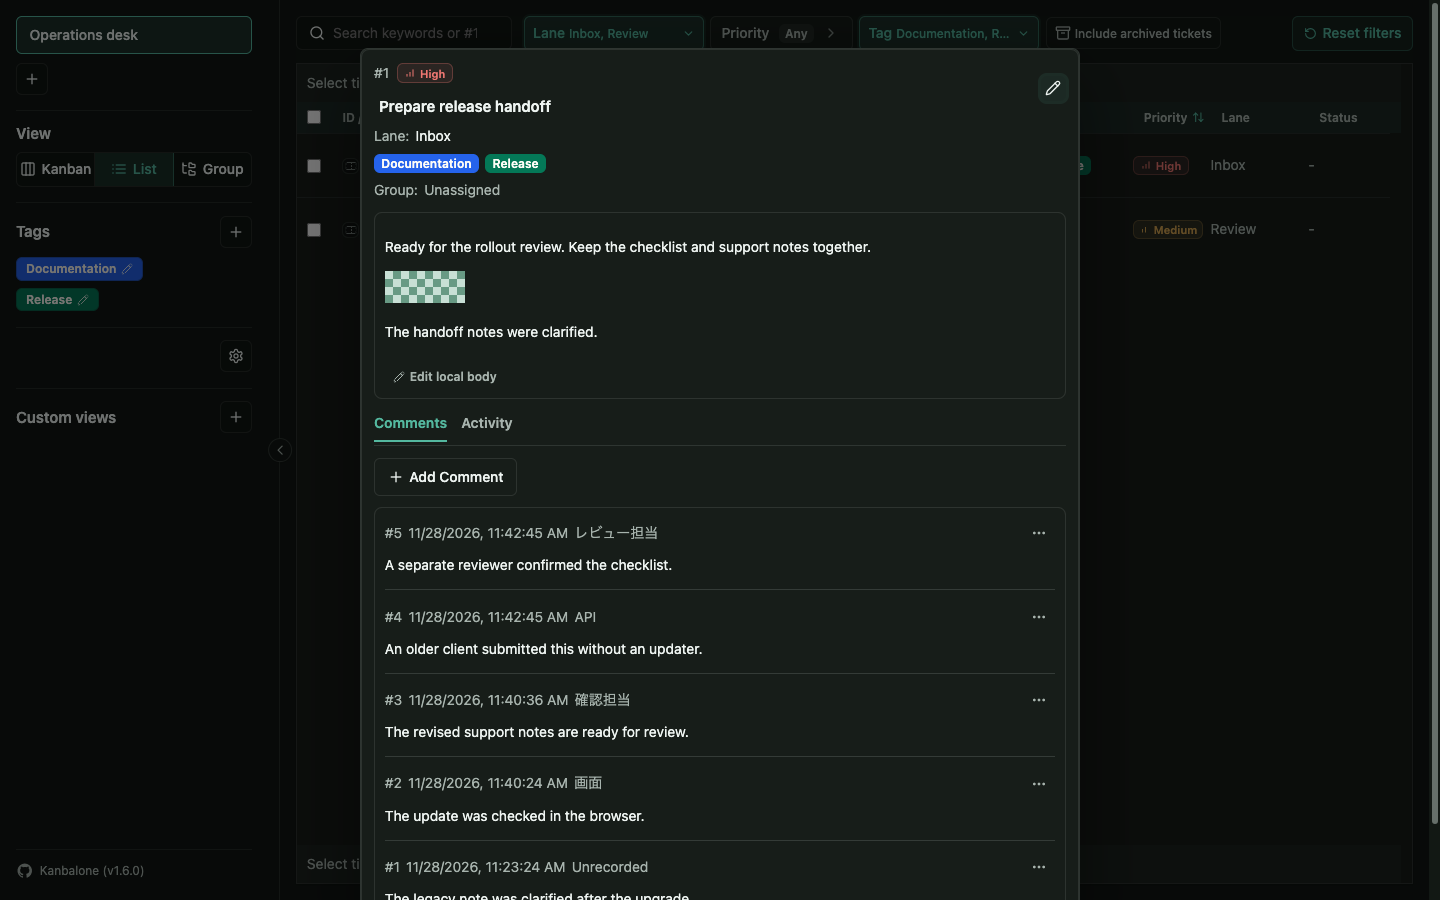 Operations desk
View
Kanban
List
Group
Tags
Documentation
Release
Custom views
Kanbalone (v1.6.0)
Search keywords or #1
Lane Inbox, Review
Priority Any
Tag Documentation, R...
Include archived tickets
Reset filters
Select ti
ID
Priority
Lane
Status
High
Inbox
-
Medium
Review
-
Select ti
#1 High
Prepare release handoff
Lane: Inbox
Documentation Release
Group: Unassigned
Ready for the rollout review. Keep the checklist and support notes together.
The handoff notes were clarified.
Edit local body
Comments Activity
Add Comment
#5 11/28/2026, 11:42:45 AM レビュー担当
A separate reviewer confirmed the checklist.
#4 11/28/2026, 11:42:45 AM API
An older client submitted this without an updater.
#3 11/28/2026, 11:40:36 AM 確認担当
The revised support notes are ready for review.
#2 11/28/2026, 11:40:24 AM 画面
The update was checked in the browser.
#1 11/28/2026, 11:23:24 AM Unrecorded
The legacy note was clarified after the upgrade.